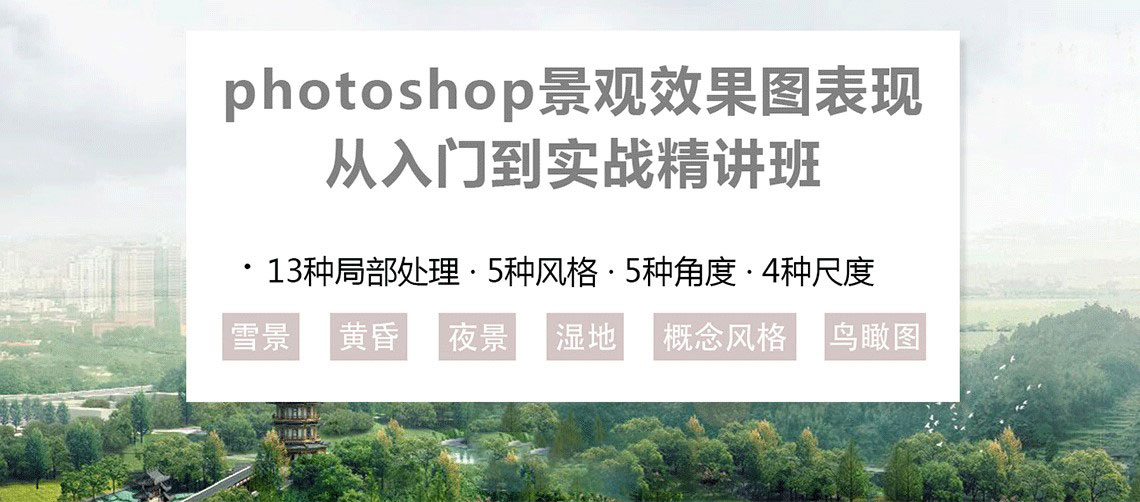 photoshop景观效果图表现
从入门到实战精讲班
· 13种局部处理 · 5种风格 · 5种角度 · 4种尺度
雪景 黄昏 夜景 湿地 概念风格 鸟瞰图